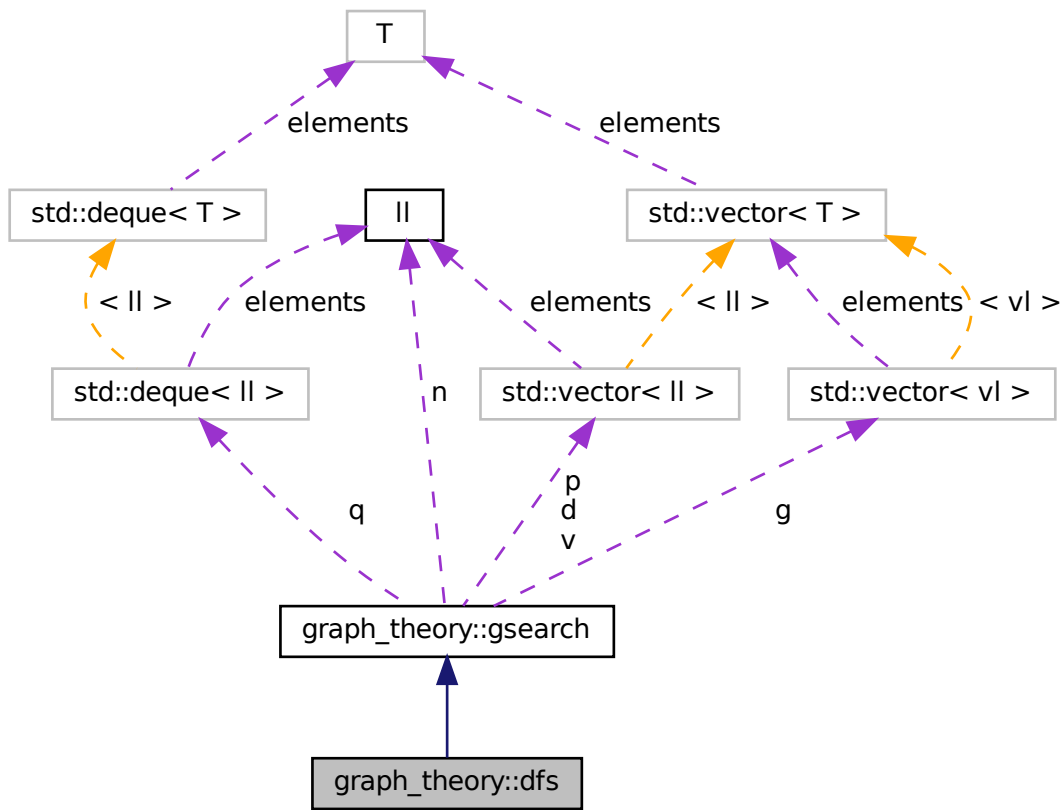 T
elements
elements
std::deque< T >
ll
std::vector< T >
< ll >
elements
elements
< ll >
elements
< vl >
std::deque< ll >
n
std::vector< ll >
std::vector< vl >
q
p
d
v
g
graph_theory::gsearch
graph_theory::dfs